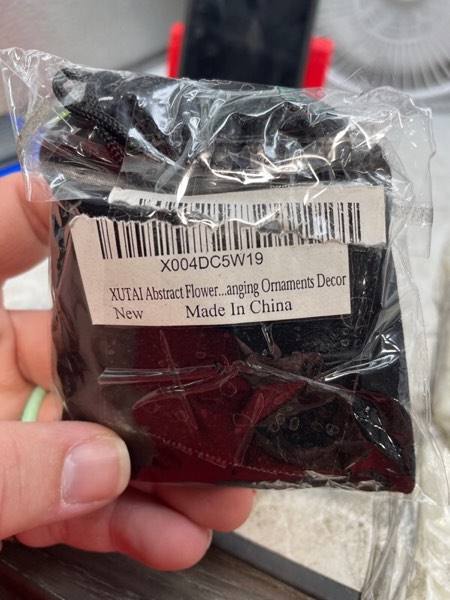 X004DC5W19
XUTAI Abstract Flower...anging Ornaments Decor
New Made In China